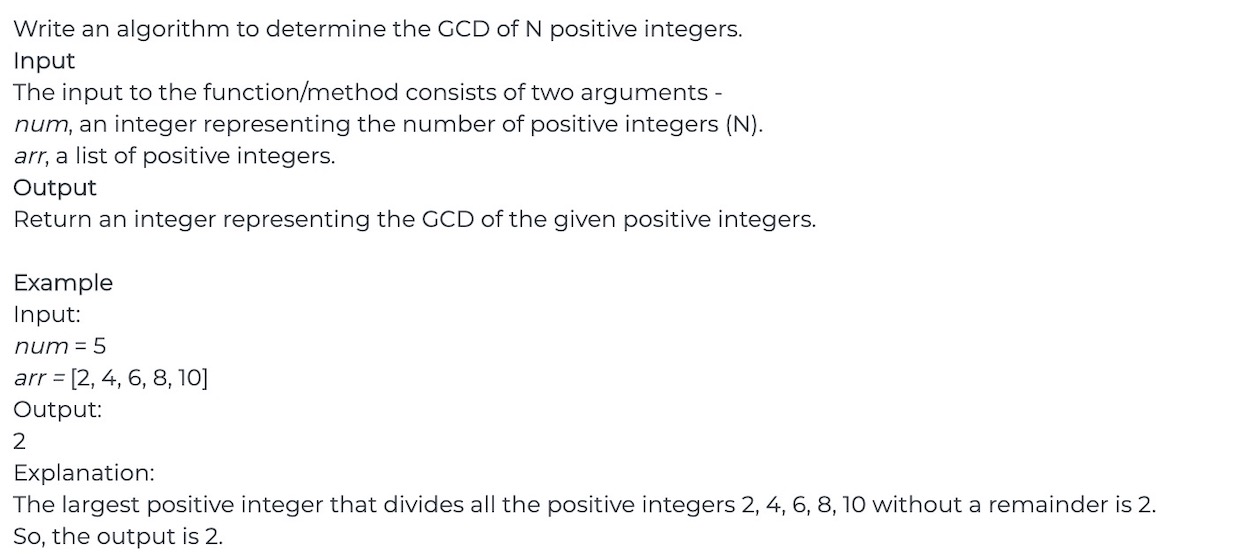 Write an algorithm to determine the GCD of N positive integers.
Input
The input to the function/method consists of two arguments -
num, an integer representing the number of positive integers (N).
arr, a list of positive integers.
Output
Return an integer representing the GCD of the given positive integers.
Example
Input:
num = 5
arr = [2, 4, 6, 8, 10]
Output:
2
Explanation:
The largest positive integer that divides all the positive integers 2, 4, 6, 8, 10 without a remainder is 2.
So, the output is 2.